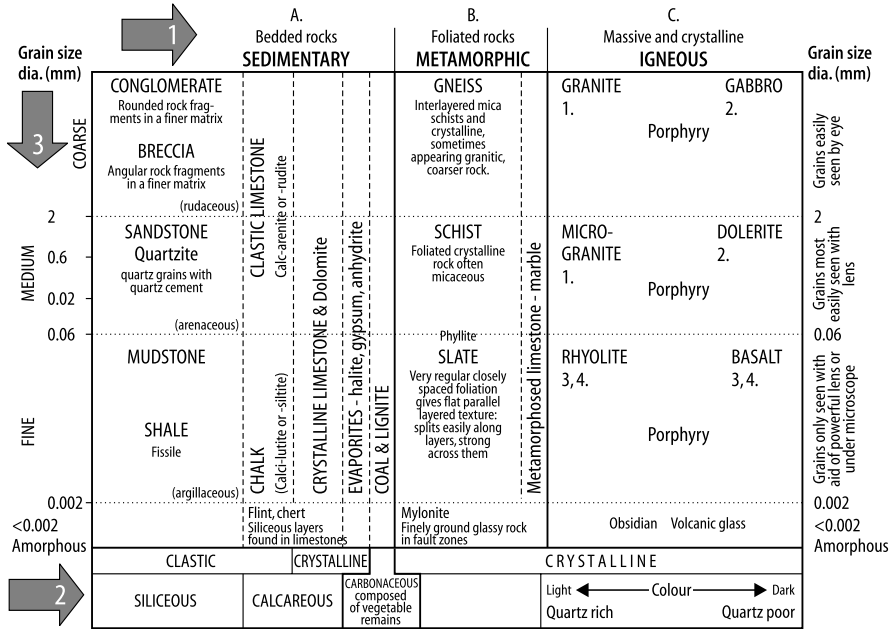 1
A.
Bedded rocks
SEDIMENTARY
B.
Foliated rocks
METAMORPHIC
C.
Massive and crystalline
IGNEOUS
Grain size
dia. (mm)
Grain size
dia. (mm)
3
COARSE
2
MEDIUM
0.6
0.02
0.06
FINE
0.002
<0.002
Amorphous
CONGLOMERATE
Rounded rock frag-
ments in a finer matrix
BRECCIA
Angular rock fragments
in a finer matrix
(rudaceous)
SANDSTONE
Quartzite
quartz grains with
quartz cement
(arenaceous)
MUDSTONE
SHALE
Fissile
(argillaceous)
CLASTIC LIMESTONE
Calc-arenite or -rudite
CHALK
(Calci-lutite or -siltite)
CRYSTALLINE LIMESTONE & Dolomite
EVAPORITES - halite, gypsum, anhydrite
COAL & LIGNITE
Flint, chert
Siliceous layers
found in limestones
GNEISS
Interlayered mica
schists and
crystalline,
sometimes
appearing granitic,
coarser rock.
SCHIST
Foliated crystalline
rock often
micaceous
Phyllite
SLATE
Very regular closely
spaced foliation
gives flat parallel
layered texture:
splits easily along
layers, strong
across them
Metamorphosed limestone - marble
Mylonite
Finely ground glassy rock
in fault zones
GRANITE
1.
GABBRO
2.
Porphyry
MICRO-
GRANITE
1.
DOLERITE
2.
Porphyry
RHYOLITE
3,4.
BASALT
3,4.
Porphyry
Obsidian Volcanic glass
Grains easily
seen by eye
2
Grains most
easily seen with
lens
0.06
Grains only seen with
aid of powerful lens or
under microscope
0.002
<0.002
Amorphous
CLASTIC
CRYSTALLINE
CRYSTALLINE
2
SILICEOUS
CALCAREOUS
CARBONACEOUS
composed
of vegetable
remains
Light Colour Dark
Quartz rich Quartz poor